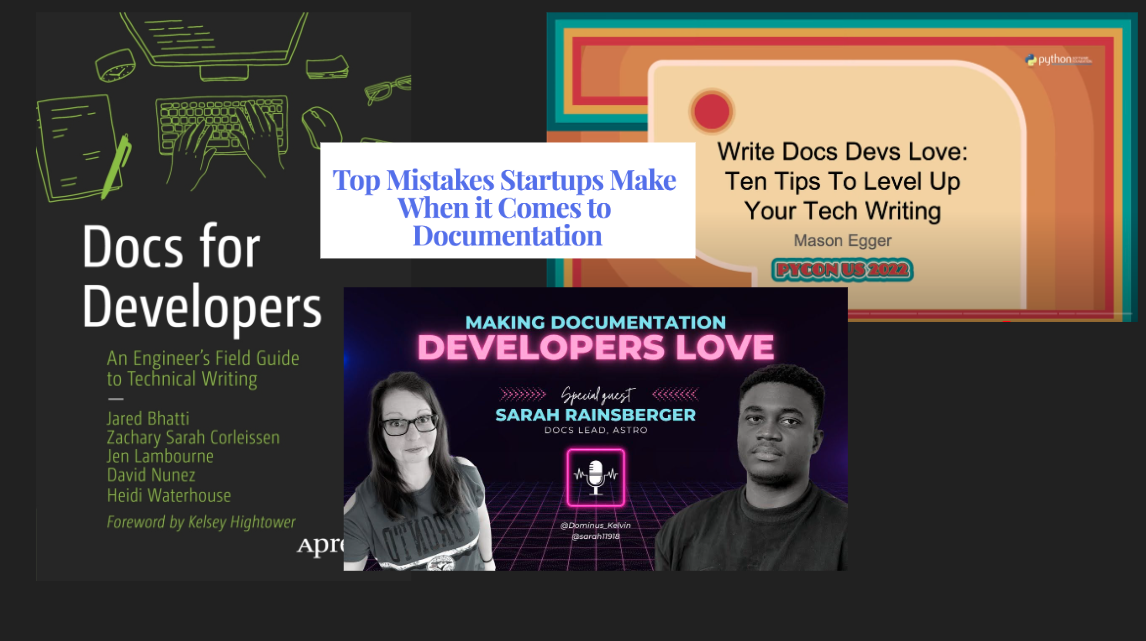 Docs for
Developers
An Engineer's Field Guide
to Technical Writing
Jared Bhatti
Zachary Sarah Corleissen
Jen Lambourne
David Nunez
Heidi Waterhouse
Foreword by Kelsey Hightower
Apre
Top Mistakes Startups Make
When it Comes to
Documentation
python
Write Docs Devs Love:
Ten Tips To Level Up
Your Tech Writing
Mason Egger
PYCON US 2022
MAKING DOCUMENTATION
DEVELOPERS LOVE
Special guest
SARAH RAINSBERGER
DOCS LEAD, ASTRO
@Dominus_Kelvin
@sarah11918